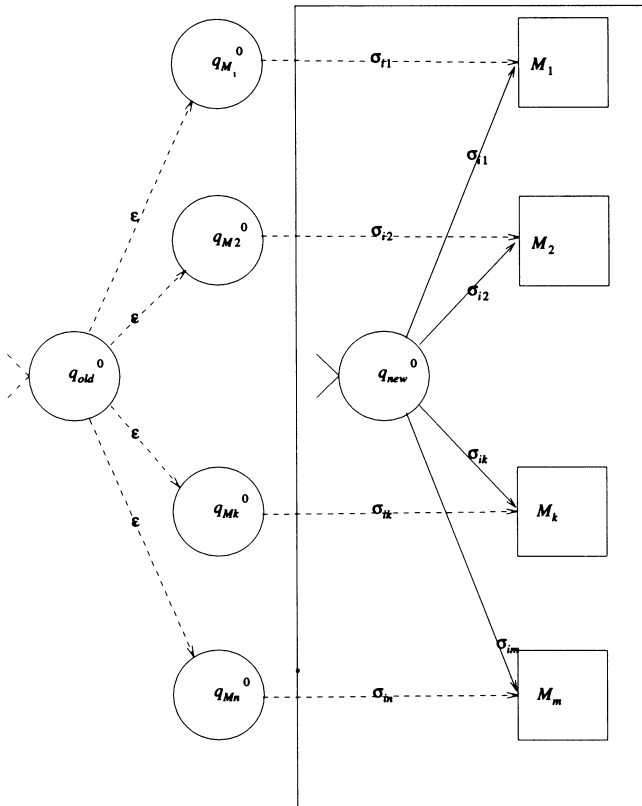 q_{M_1}^0 σ_{i1} M_1
σ_{i1}
ε
q_{M2}^0 σ_{i2} M_2
ε σ_{i2}
q_{old}^0 q_{new}^0
ε σ_{ik}
q_{Mk}^0 σ_{ik} M_k
ε
σ_{im}
q_{Mn}^0 σ_{in} M_m